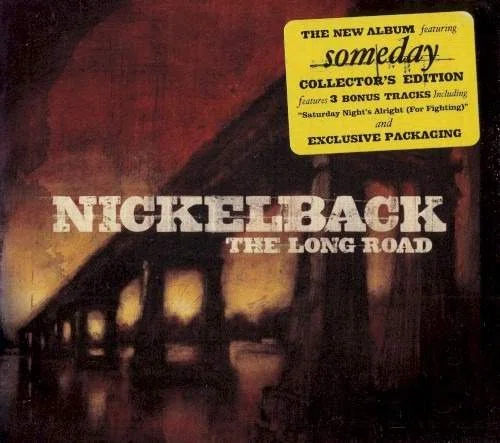 THE NEW ALBUM featuring
someday
COLLECTOR'S EDITION
features 3 BONUS TRACKS Including
"Saturday Night's Alright (For Fighting)"
and
EXCLUSIVE PACKAGING
NICKELBACK
THE LONG ROAD